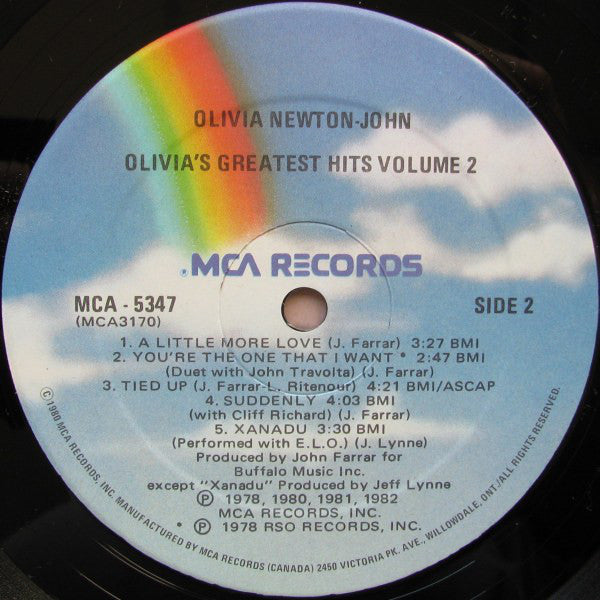 OLIVIA NEWTON-JOHN
OLIVIA'S GREATEST HITS VOLUME 2
MCA RECORDS
®
MCA - 5347
(MCA3170)
SIDE 2
1. A LITTLE MORE LOVE (J. Farrar) 3:27 BMI
2. YOU'RE THE ONE THAT I WANT * 2:47 BMI
(Duet with John Travolta) (J. Farrar)
3. TIED UP (J. Farrar-L. Ritenour) 4:21 BMI/ASCAP
4. SUDDENLY 4:03 BMI
(with Cliff Richard) (J. Farrar)
5. XANADU 3:30 BMI
(Performed with E.L.O.) (J. Lynne)
Produced by John Farrar for
Buffalo Music Inc.
except "Xanadu" Produced by Jeff Lynne
℗ 1978, 1980, 1981, 1982
MCA RECORDS, INC.
* ℗ 1978 RSO RECORDS, INC.
© 1980 MCA RECORDS, INC. MANUFACTURED BY MCA RECORDS (CANADA) 2450 VICTORIA PK. AVE., WILLOWDALE, ONT./ALL RIGHTS RESERVED.